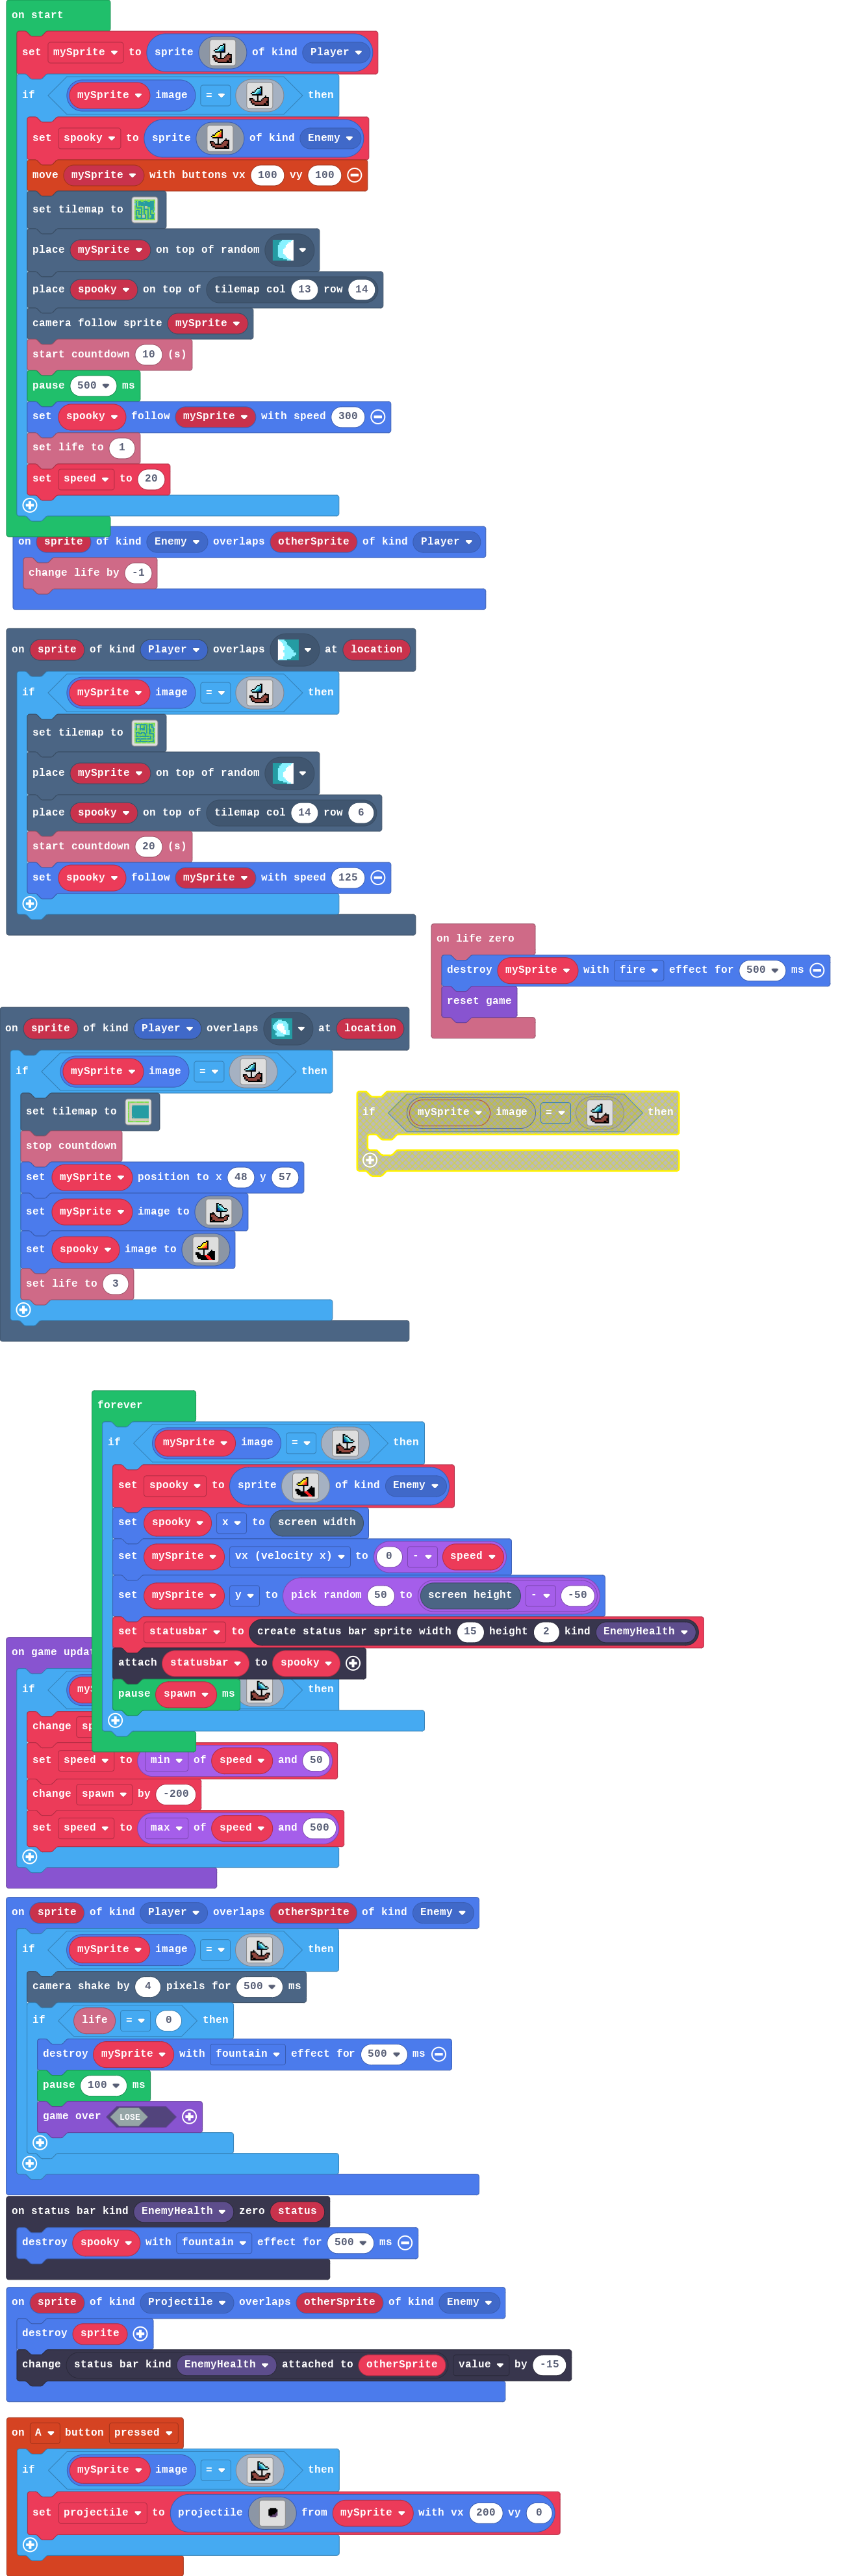 on start
set mySprite to sprite of kind Player
if mySprite image = then
set spooky to sprite of kind Enemy
move mySprite with buttons vx 100 vy 100
set tilemap to
place mySprite on top of random
place spooky on top of tilemap col 13 row 14
camera follow sprite mySprite
start countdown 10 (s)
pause 500 ms
set spooky follow mySprite with speed 300
set life to 1
set speed to 20
on sprite of kind Enemy overlaps otherSprite of kind Player
change life by -1
on sprite of kind Player overlaps at location
if mySprite image = then
set tilemap to
place mySprite on top of random
place spooky on top of tilemap col 14 row 6
start countdown 20 (s)
set spooky follow mySprite with speed 125
on life zero
destroy mySprite with fire effect for 500 ms
reset game
on sprite of kind Player overlaps at location
if mySprite image = then
set tilemap to
stop countdown
set mySprite position to x 48 y 57
set mySprite image to
set spooky image to
set life to 3
if mySprite image = then
forever
if mySprite image = then
set spooky to sprite of kind Enemy
set spooky x to screen width
set mySprite vx (velocity x) to 0 - speed
set mySprite y to pick random 50 to screen height - -50
set statusbar to create status bar sprite width 15 height 2 kind EnemyHealth
attach statusbar to spooky
pause spawn ms
on game
if then
change
set speed to min of speed and 50
change spawn by -200
set speed to max of speed and 500
on sprite of kind Player overlaps otherSprite of kind Enemy
if mySprite image = then
camera shake by 4 pixels for 500 ms
if life = 0 then
destroy mySprite with fountain effect for 500 ms
pause 100 ms
game over LOSE
on status bar kind EnemyHealth zero status
destroy spooky with fountain effect for 500 ms
on sprite of kind Projectile overlaps otherSprite of kind Enemy
destroy sprite
change status bar kind EnemyHealth attached to otherSprite value by -15
on A button pressed
if mySprite image = then
set projectile to projectile from mySprite with vx 200 vy 0